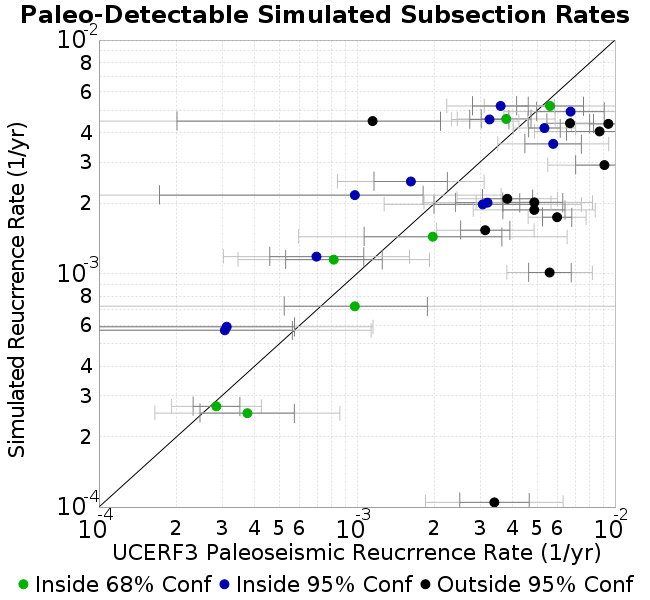 Paleo-Detectable Simulated Subsection Rates
10-2
8
6
4
3
2
10-3
8
6
4
3
2
10-4
10-4 2 3 4 5 6 10-3 2 3 4 5 6 10-2
Simulated Reucrrence Rate (1/yr)
UCERF3 Paleoseismic Reucrrence Rate (1/yr)
Inside 68% Conf Inside 95% Conf Outside 95% Conf